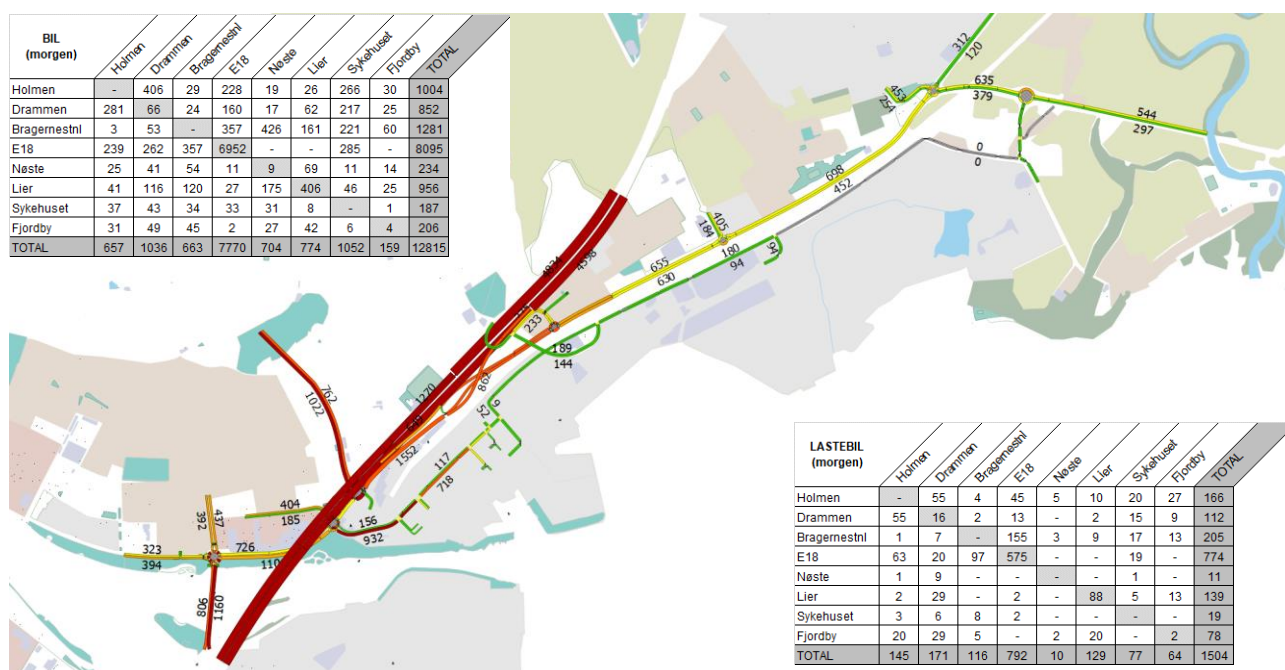 BIL (morgen) Holmen Drammen Bragernestnl E18 Nøste Lier Sykehuset Fjordby TOTAL
Holmen - 406 29 228 19 26 266 30 1004
Drammen 281 66 24 160 17 62 217 25 852
Bragernestnl 3 53 - 357 426 161 221 60 1281
E18 239 262 357 6952 - - 285 - 8095
Nøste 25 41 54 11 9 69 11 14 234
Lier 41 116 120 27 175 406 46 25 956
Sykehuset 37 43 34 33 31 8 - 1 187
Fjordby 31 49 45 2 27 42 6 4 206
TOTAL 657 1036 663 7770 704 774 1052 159 12815
312
120
635
379
453
254
544
297
0
0
698
452
405
184
180
94
94
655
630
4598
233
189
144
862
1270
9
52
762
1022
1552
117
718
404
185
156
932
437
392
323
394
726
110
806
1160
LASTEBIL (morgen) Holmen Drammen Bragernestnl E18 Nøste Lier Sykehuset Fjordby TOTAL
Holmen - 55 4 45 5 10 20 27 166
Drammen 55 16 2 13 - 2 15 9 112
Bragernestnl 1 7 - 155 3 9 17 13 205
E18 63 20 97 575 - - 19 - 774
Nøste 1 9 - - - - 1 - 11
Lier 2 29 - 2 - 88 5 13 139
Sykehuset 3 6 8 2 - - - - 19
Fjordby 20 29 5 - 2 20 - 2 78
TOTAL 145 171 116 792 10 129 77 64 1504